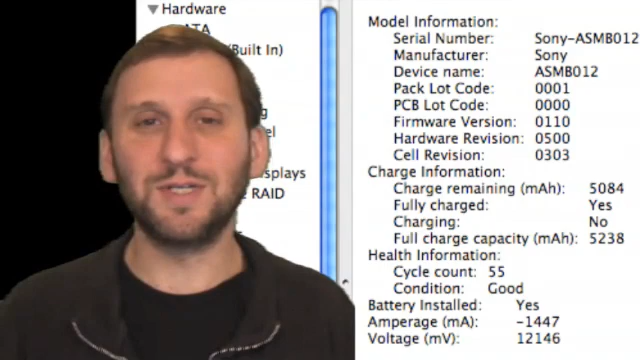 Hardware
ATA
(Built In)
isplays
RAID
Model Information:
Serial Number: Sony-ASMB012
Manufacturer: Sony
Device name: ASMB012
Pack Lot Code: 0001
PCB Lot Code: 0000
Firmware Version: 0110
Hardware Revision: 0500
Cell Revision: 0303
Charge Information:
Charge remaining (mAh): 5084
Fully charged: Yes
Charging: No
Full charge capacity (mAh): 5238
Health Information:
Cycle count: 55
Condition: Good
Battery Installed: Yes
Amperage (mA): -1447
Voltage (mV): 12146